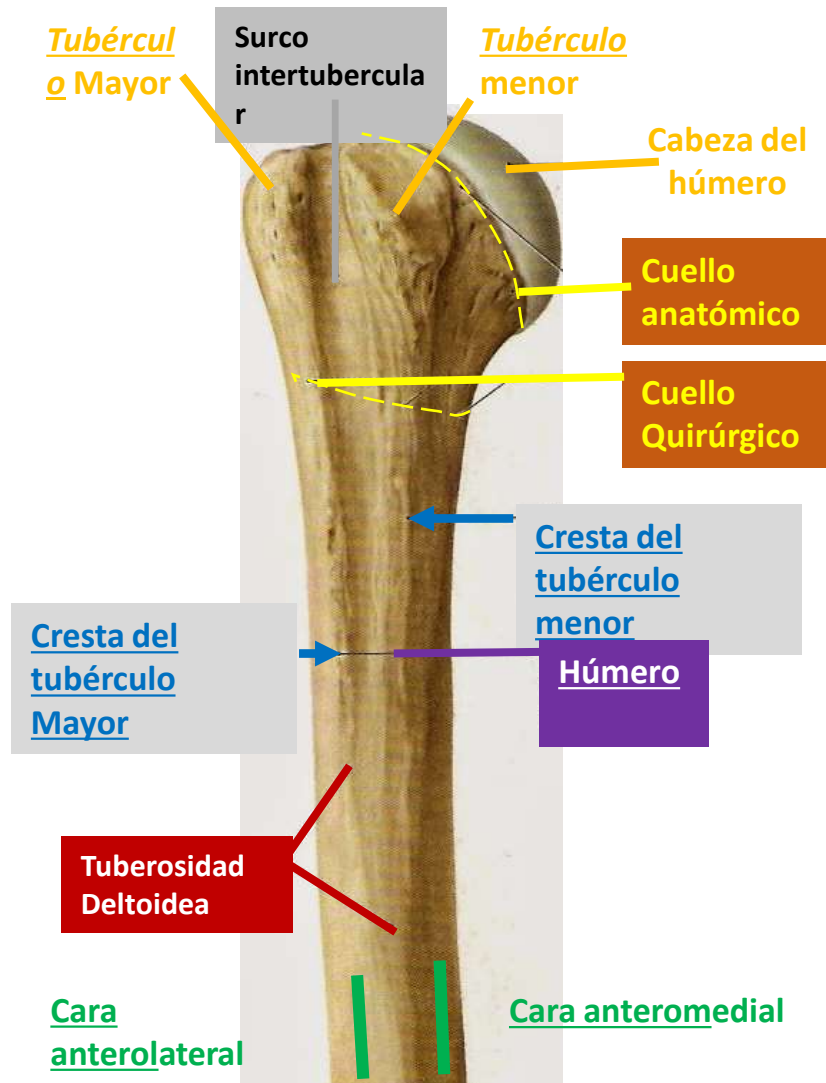 Tubércul
o Mayor
Surco
intertubercula
r
Tubérculo
menor
Cabeza del
húmero
Cuello
anatómico
Cuello
Quirúrgico
Cresta del
tubérculo
menor
Cresta del
tubérculo
Mayor
Húmero
Tuberosidad
Deltoidea
Cara
anterolateral
Cara anteromedial